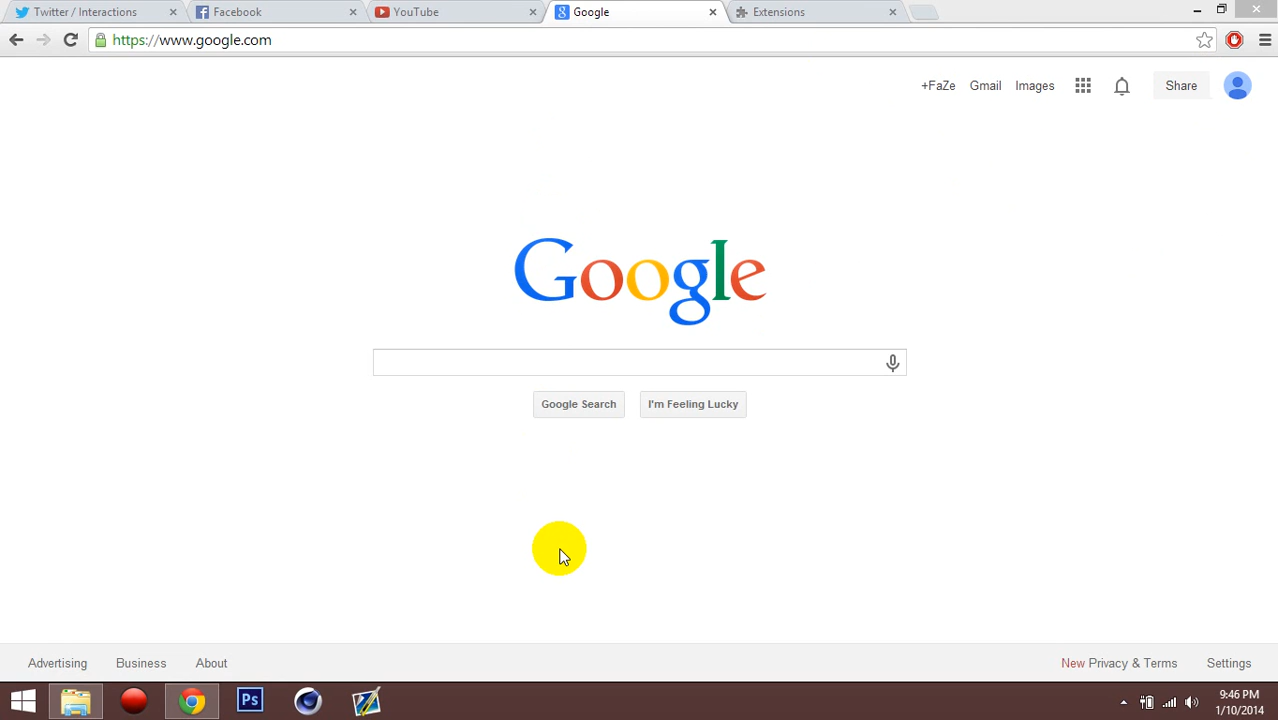 Twitter / Interactions
Facebook
YouTube
Google
Extensions
https://www.google.com
+FaZe Gmail Images Share
Google
Google Search I'm Feeling Lucky
Advertising Business About New Privacy & Terms Settings
Ps
9:46 PM
1/10/2014